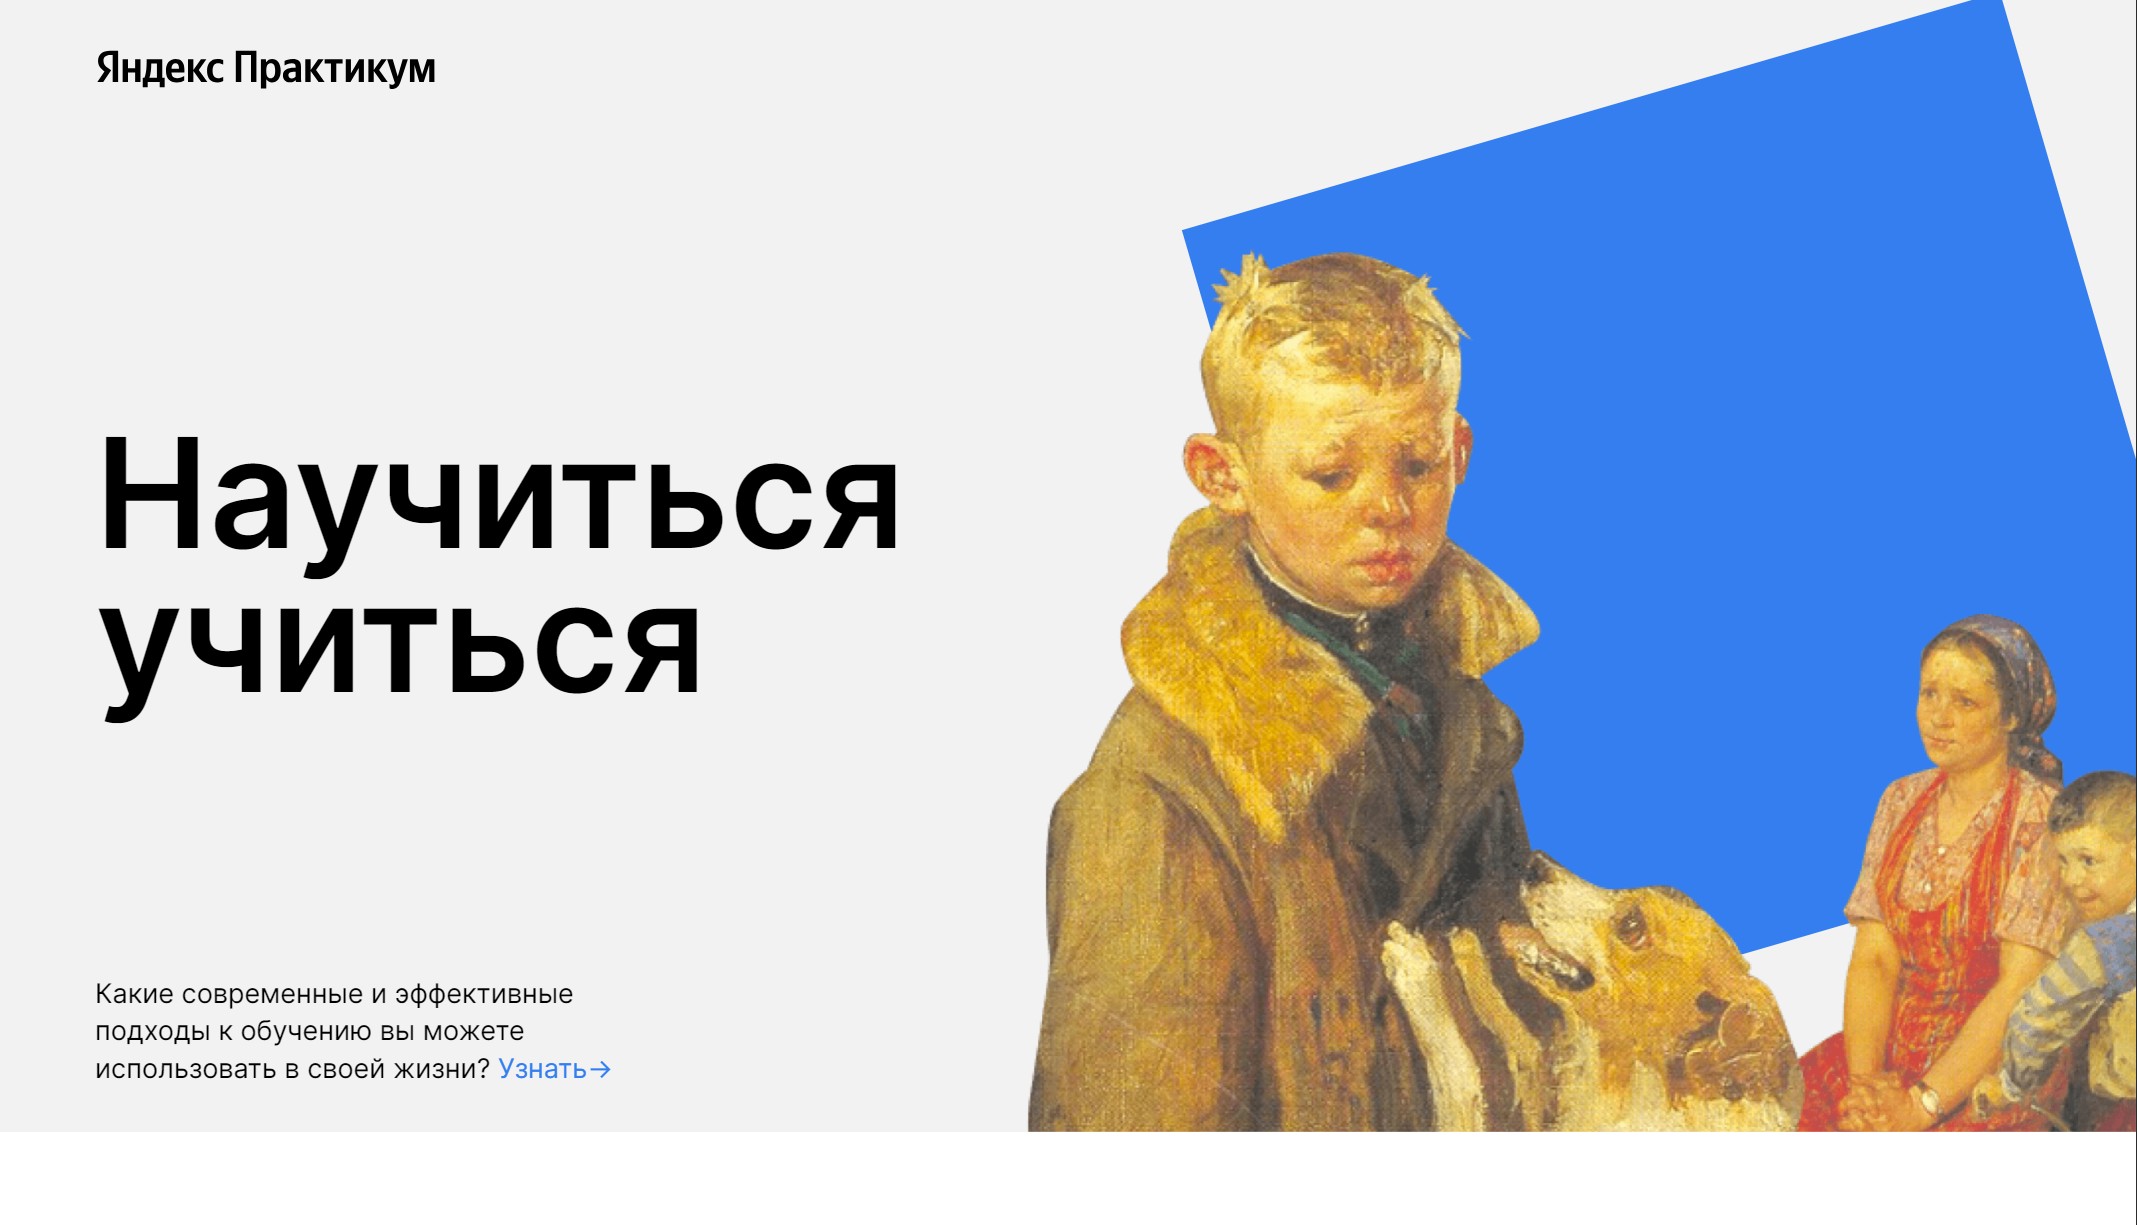 Яндекс Практикум
Научиться
учиться
Какие современные и эффективные
подходы к обучению вы можете
использовать в своей жизни? Узнать→